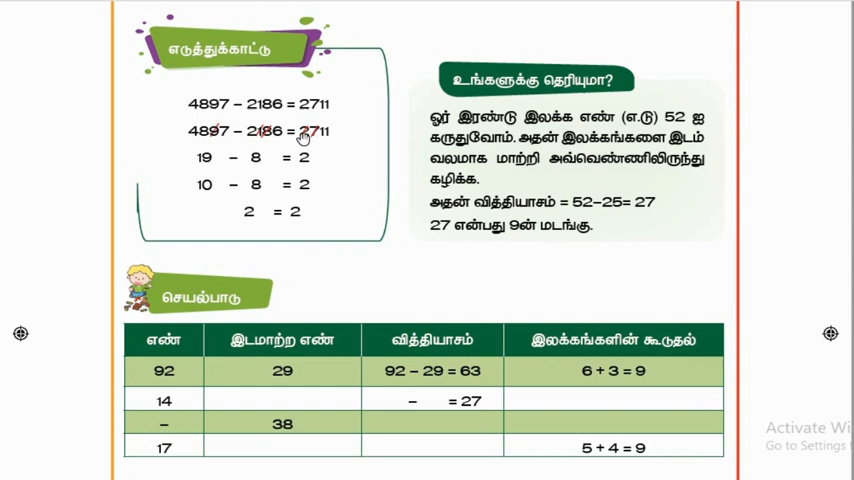 எடுத்துக்காட்டு
4897 – 2186 = 2711
4897 – 2186 = 2711
19 – 8 = 2
10 – 8 = 2
2 = 2
உங்களுக்கு தெரியுமா?
ஓர் இரண்டு இலக்க எண் (எ.டு) 52 ஐ
கருதுவோம். அதன் இலக்கங்களை இடம்
வலமாக மாற்றி அவ்வெண்ணிலிருந்து
கழிக்க.
அதன் வித்தியாசம் = 52–25= 27
27 என்பது 9ன் மடங்கு.
செயல்பாடு
எண் இடமாற்ற எண் வித்தியாசம் இலக்கங்களின் கூடுதல்
92 29 92 – 29 = 63 6 + 3 = 9
14 – = 27
– 38
17 5 + 4 = 9
Activate Wi
Go to Settings